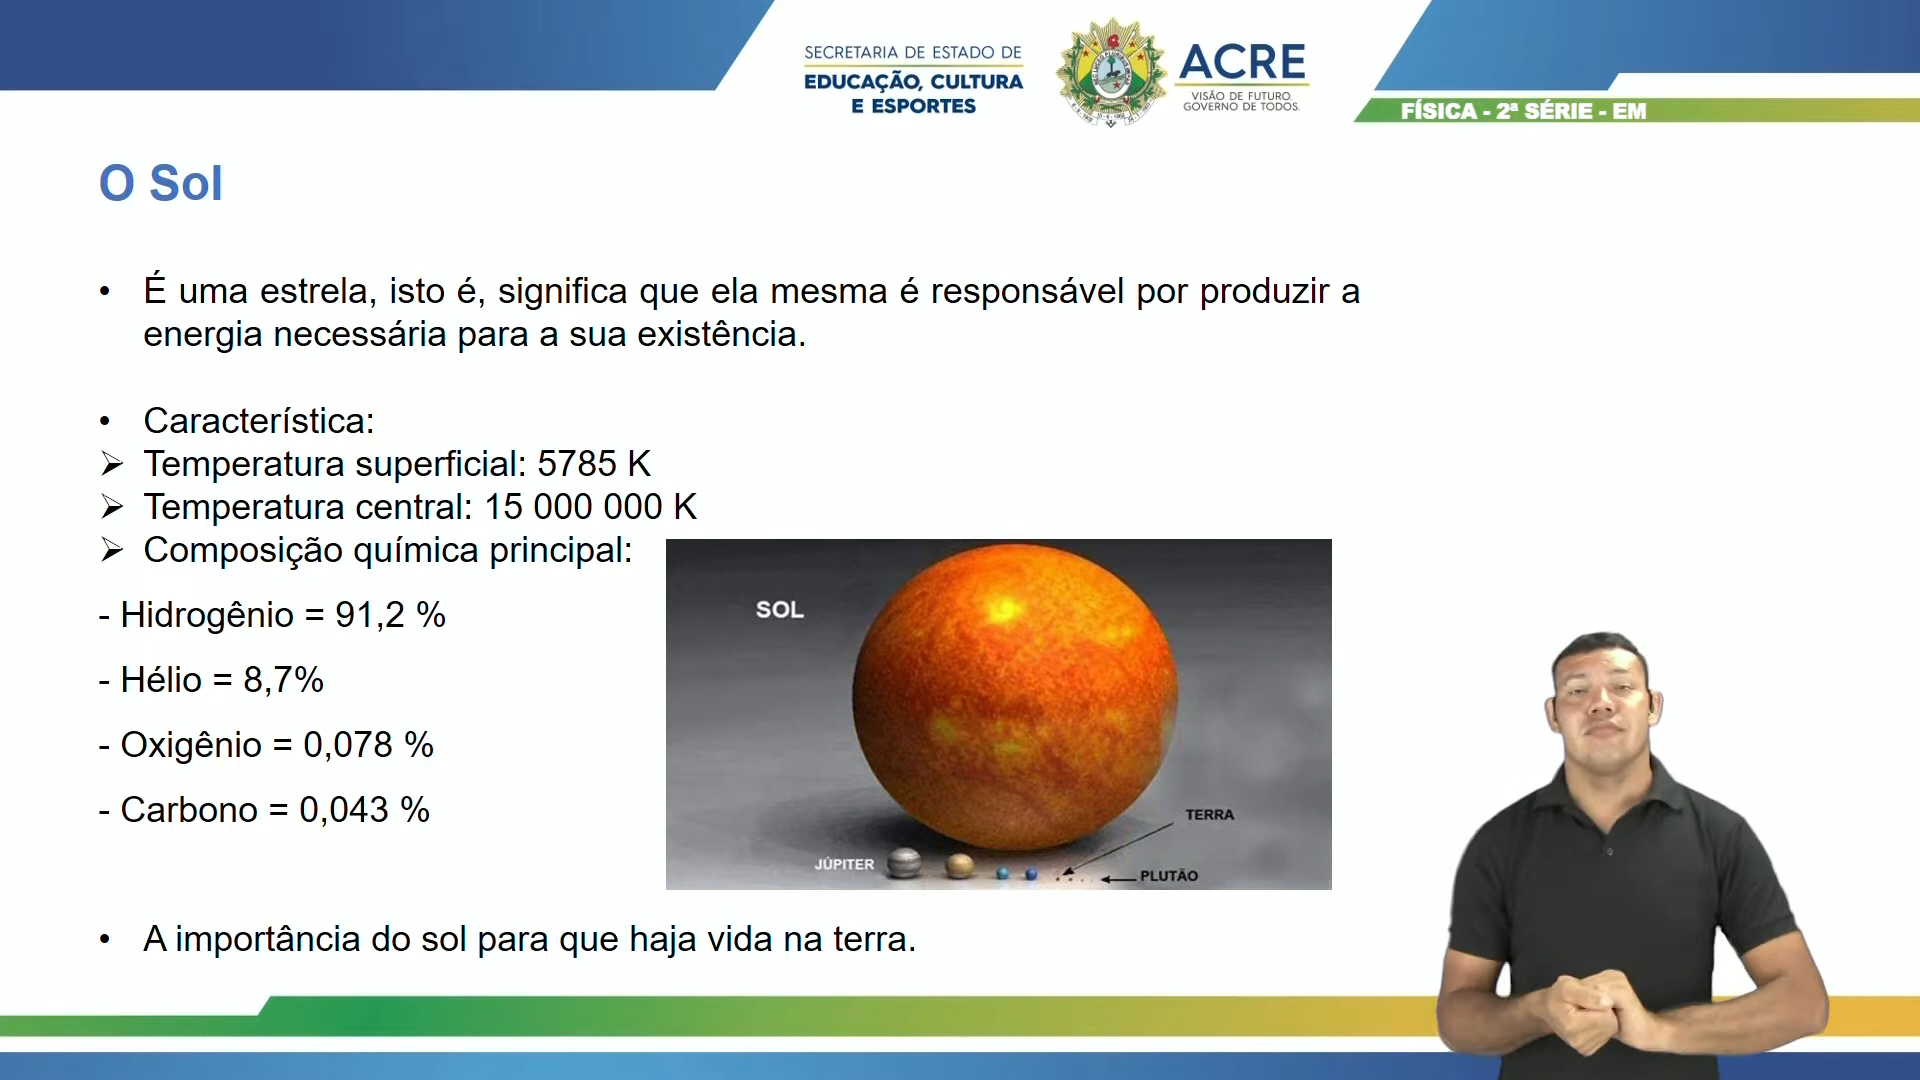 SECRETARIA DE ESTADO DE
EDUCAÇÃO, CULTURA
E ESPORTES
ACRE
VISÃO DE FUTURO.
GOVERNO DE TODOS.
FÍSICA - 2ª SÉRIE - EM
O Sol
• É uma estrela, isto é, significa que ela mesma é responsável por produzir a
energia necessária para a sua existência.
• Característica:
➢ Temperatura superficial: 5785 K
➢ Temperatura central: 15 000 000 K
➢ Composição química principal:
- Hidrogênio = 91,2 %
- Hélio = 8,7%
- Oxigênio = 0,078 %
- Carbono = 0,043 %
SOL
TERRA
JÚPITER
PLUTÃO
• A importância do sol para que haja vida na terra.